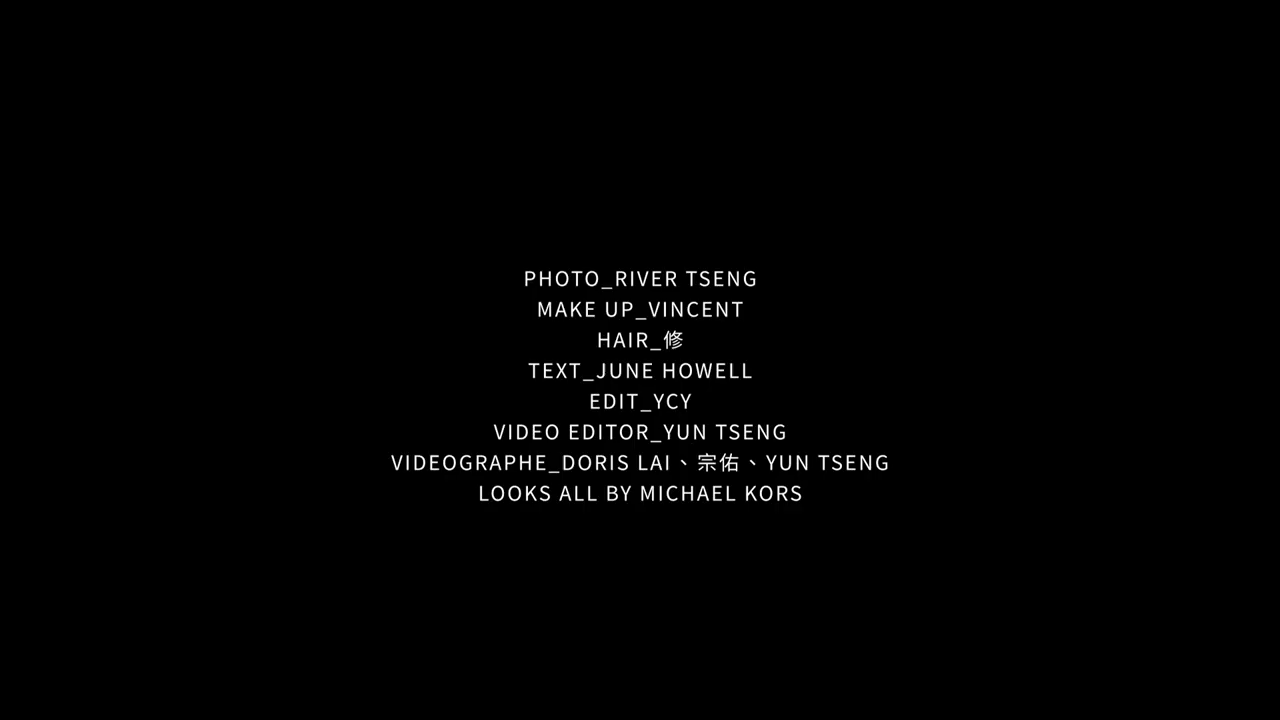 PHOTO_RIVER TSENG
MAKE UP_VINCENT
HAIR_修
TEXT_JUNE HOWELL
EDIT_YCY
VIDEO EDITOR_YUN TSENG
VIDEOGRAPHE_DORIS LAI、宗佑、YUN TSENG
LOOKS ALL BY MICHAEL KORS